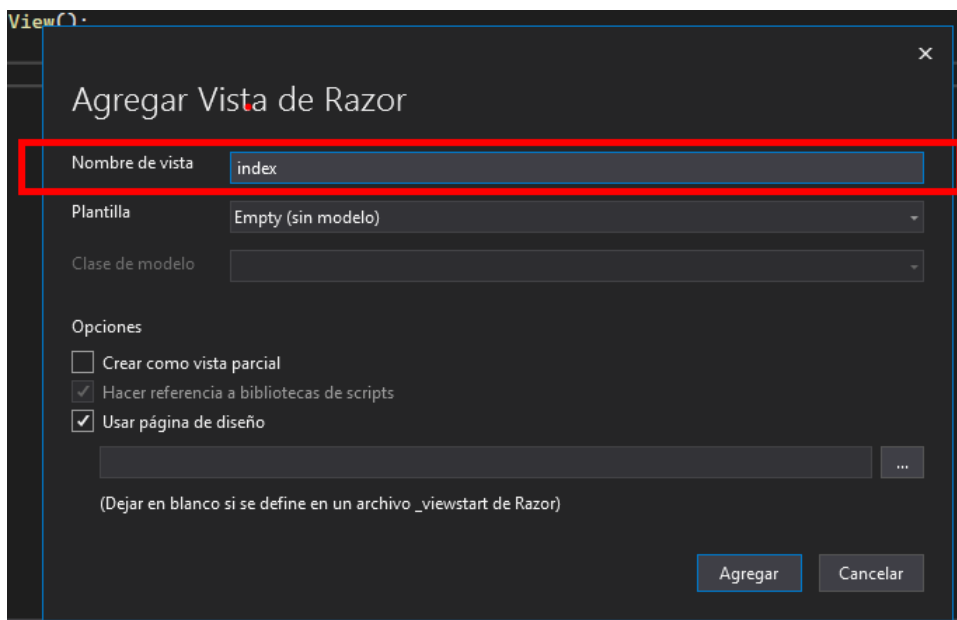 View();
×
Agregar Vista de Razor
Nombre de vista index
Plantilla Empty (sin modelo)
Clase de modelo
Opciones
Crear como vista parcial
Hacer referencia a bibliotecas de scripts
Usar página de diseño
...
(Dejar en blanco si se define en un archivo _viewstart de Razor)
Agregar Cancelar